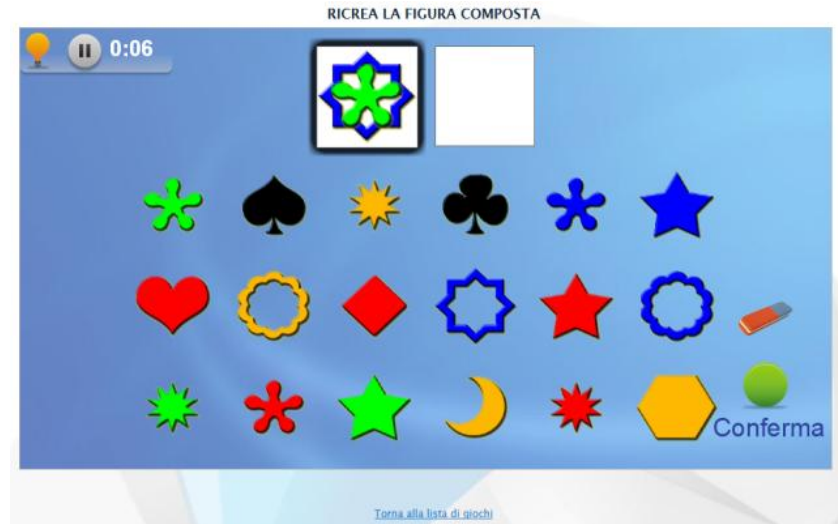 RICREA LA FIGURA COMPOSTA
0:06
Conferma
Torna alla lista di giochi